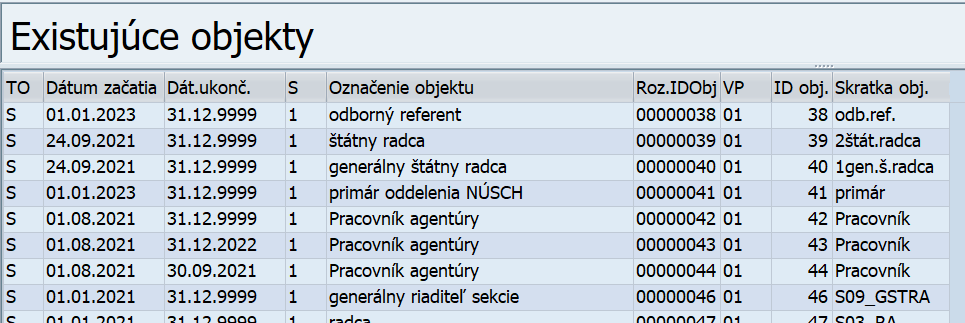 Existujúce objekty
TO Dátum začatia Dát.ukonč. S Označenie objektu Roz.IDObj VP ID obj. Skratka obj.
S 01.01.2023 31.12.9999 1 odborný referent 00000038 01 38 odb.ref.
S 24.09.2021 31.12.9999 1 štátny radca 00000039 01 39 2štát.radca
S 24.09.2021 31.12.9999 1 generálny štátny radca 00000040 01 40 1gen.š.radca
S 01.01.2023 31.12.9999 1 primár oddelenia NÚSCH 00000041 01 41 primár
S 01.08.2021 31.12.9999 1 Pracovník agentúry 00000042 01 42 Pracovník
S 01.08.2021 31.12.2022 1 Pracovník agentúry 00000043 01 43 Pracovník
S 01.08.2021 30.09.2021 1 Pracovník agentúry 00000044 01 44 Pracovník
S 01.01.2021 31.12.9999 1 generálny riaditeľ sekcie 00000046 01 46 S09_GSTRA
S 01.01.2021 31.12.9999 1 radca 00000047 01 47 S03_RA